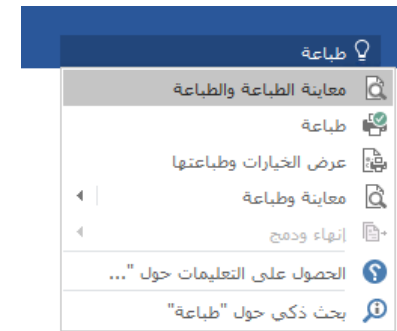 طباعة
معاينة الطباعة والطباعة
طباعة
عرض الخيارات وطباعتها
معاينة وطباعة
إنهاء ودمج
الحصول على التعليمات حول "...
بحث ذكي حول "طباعة"